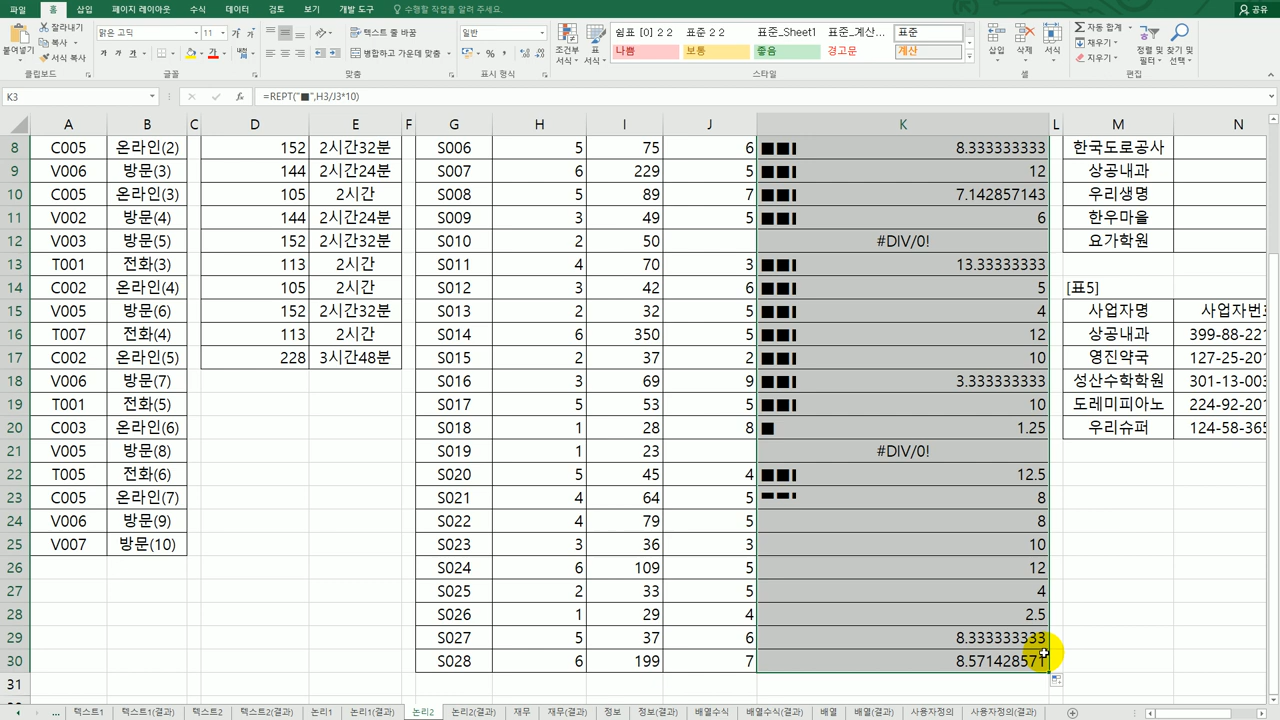 파일 홈 삽입 페이지 레이아웃 수식 데이터 검토 보기 개발 도구 수행할 작업을 알려 주세요. 공유
붙여넣기 잘라내기 복사 서식 복사 클립보드
맑은 고딕 11 가 가 가 가 가 글꼴
텍스트 줄 바꿈 병합하고 가운데 맞춤 맞춤
일반 % 표시 형식
조건부 서식 표 서식 쉼표 [0] 2 2 표준 2 2 표준_Sheet1 표준_계산... 표준
나쁨 보통 좋음 경고문 계산 스타일
삽입 삭제 서식 셀
자동 합계 채우기 지우기 정렬 및 필터 찾기 및 선택 편집
K3 fx =REPT("■",H3/J3*10)
A B C D E F G H I J K L M N
8 C005 온라인(2) 152 2시간32분 S006 5 75 6 8.333333333 한국도로공사
9 V006 방문(3) 144 2시간24분 S007 6 229 5 12 상공내과
10 C005 온라인(3) 105 2시간 S008 5 89 7 7.142857143 우리생명
11 V002 방문(4) 144 2시간24분 S009 3 49 5 6 한우마을
12 V003 방문(5) 152 2시간32분 S010 2 50 #DIV/0! 요가학원
13 T001 전화(3) 113 2시간 S011 4 70 3 13.33333333
14 C002 온라인(4) 105 2시간 S012 3 42 6 5 [표5]
15 V005 방문(6) 152 2시간32분 S013 2 32 5 4 사업자명 사업자번호
16 T007 전화(4) 113 2시간 S014 6 350 5 12 상공내과 399-88-221
17 C002 온라인(5) 228 3시간48분 S015 2 37 2 10 영진약국 127-25-201
18 V006 방문(7) S016 3 69 9 3.333333333 성산수학학원 301-13-003
19 T001 전화(5) S017 5 53 5 10 도레미피아노 224-92-201
20 C003 온라인(6) S018 1 28 8 ■ 1.25 우리슈퍼 124-58-365
21 V005 방문(8) S019 1 23 #DIV/0!
22 T005 전화(6) S020 5 45 4 12.5
23 C005 온라인(7) S021 4 64 5 8
24 V006 방문(9) S022 4 79 5 8
25 V007 방문(10) S023 3 36 3 10
26 S024 6 109 5 12
27 S025 2 33 5 4
28 S026 1 29 4 2.5
29 S027 5 37 6 8.333333333
30 S028 6 199 7 8.571428571
31
... 텍스트1 텍스트1(결과) 텍스트2 텍스트2(결과) 논리1 논리1(결과) 논리2 논리2(결과) 재무 재무(결과) 정보 정보(결과) 배열수식 배열수식(결과) 배열 배열(결과) 사용자정의 사용자정의(결과)